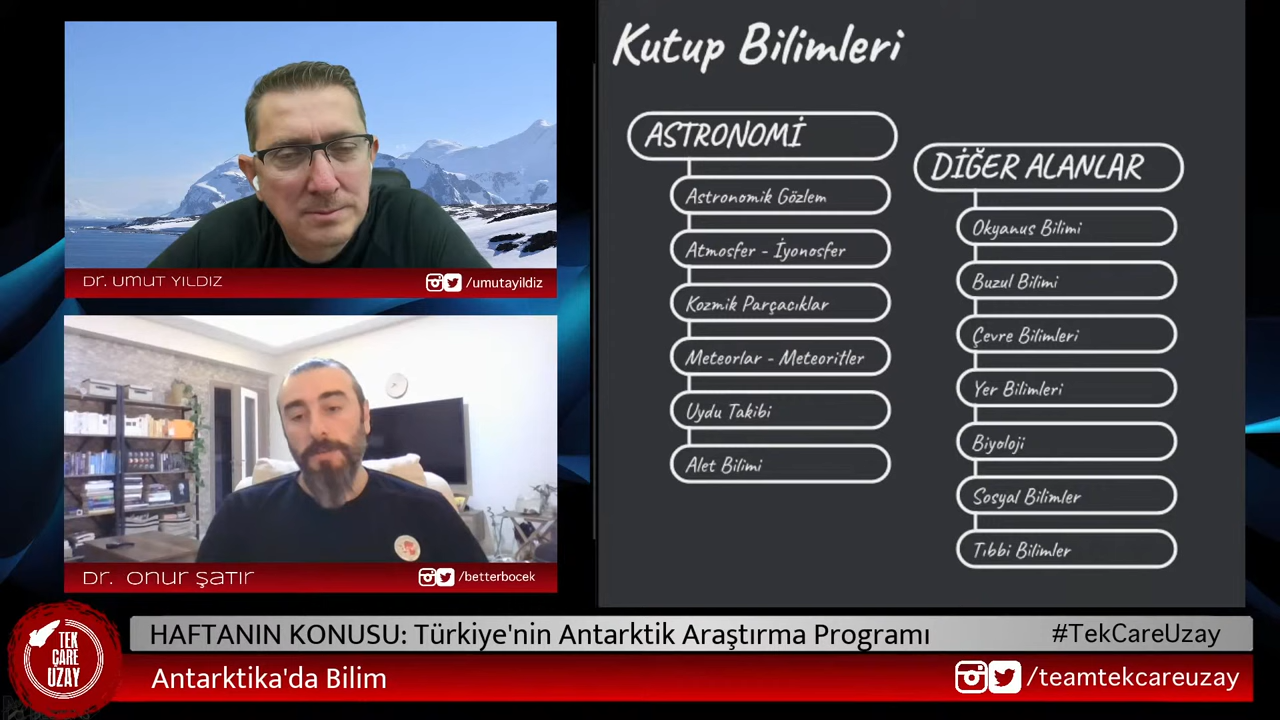 Kutup Bilimleri
ASTRONOMİ
Astronomik Gözlem
Atmosfer - İyonosfer
Kozmik Parçacıklar
Meteorlar - Meteoritler
Uydu Takibi
Alet Bilimi
DİĞER ALANLAR
Okyanus Bilimi
Buzul Bilimi
Çevre Bilimleri
Yer Bilimleri
Biyoloji
Sosyal Bilimler
Tıbbi Bilimler
Dr. Umut YILDIZ
/umutayildiz
Dr. Onur Şatır
/betterbocek
TEK
ÇARE
UZAY
HAFTANIN KONUSU: Türkiye'nin Antarktik Araştırma Programı
#TekCareUzay
Antarktika'da Bilim
/teamtekcareuzay